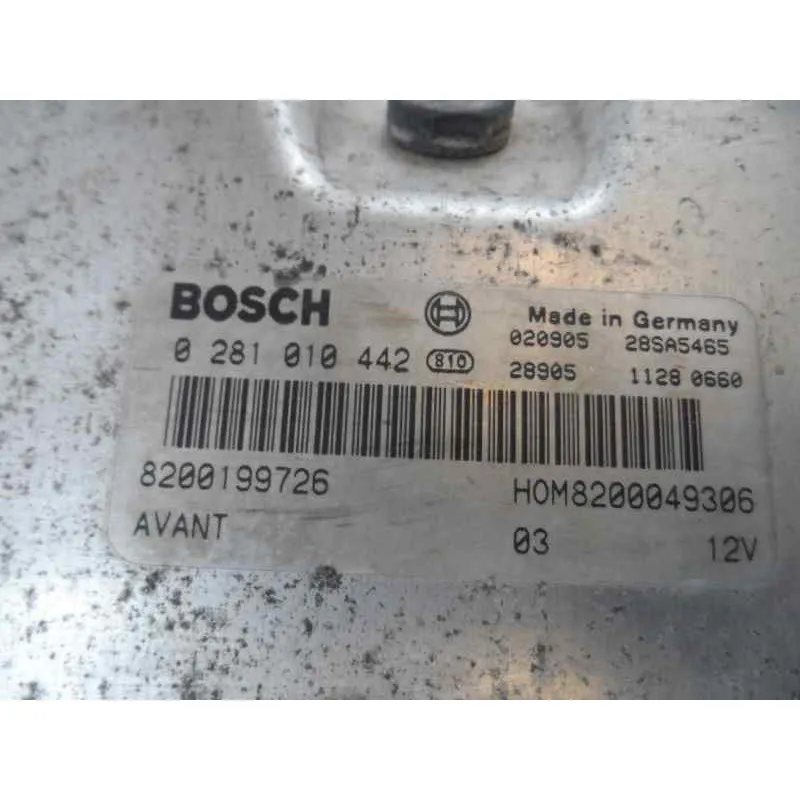 BOSCH Made in Germany
020905 28SA5465
0 281 010 442 810
28905 1128 0660
8200199726 HOM8200049306
AVANT 03 12V